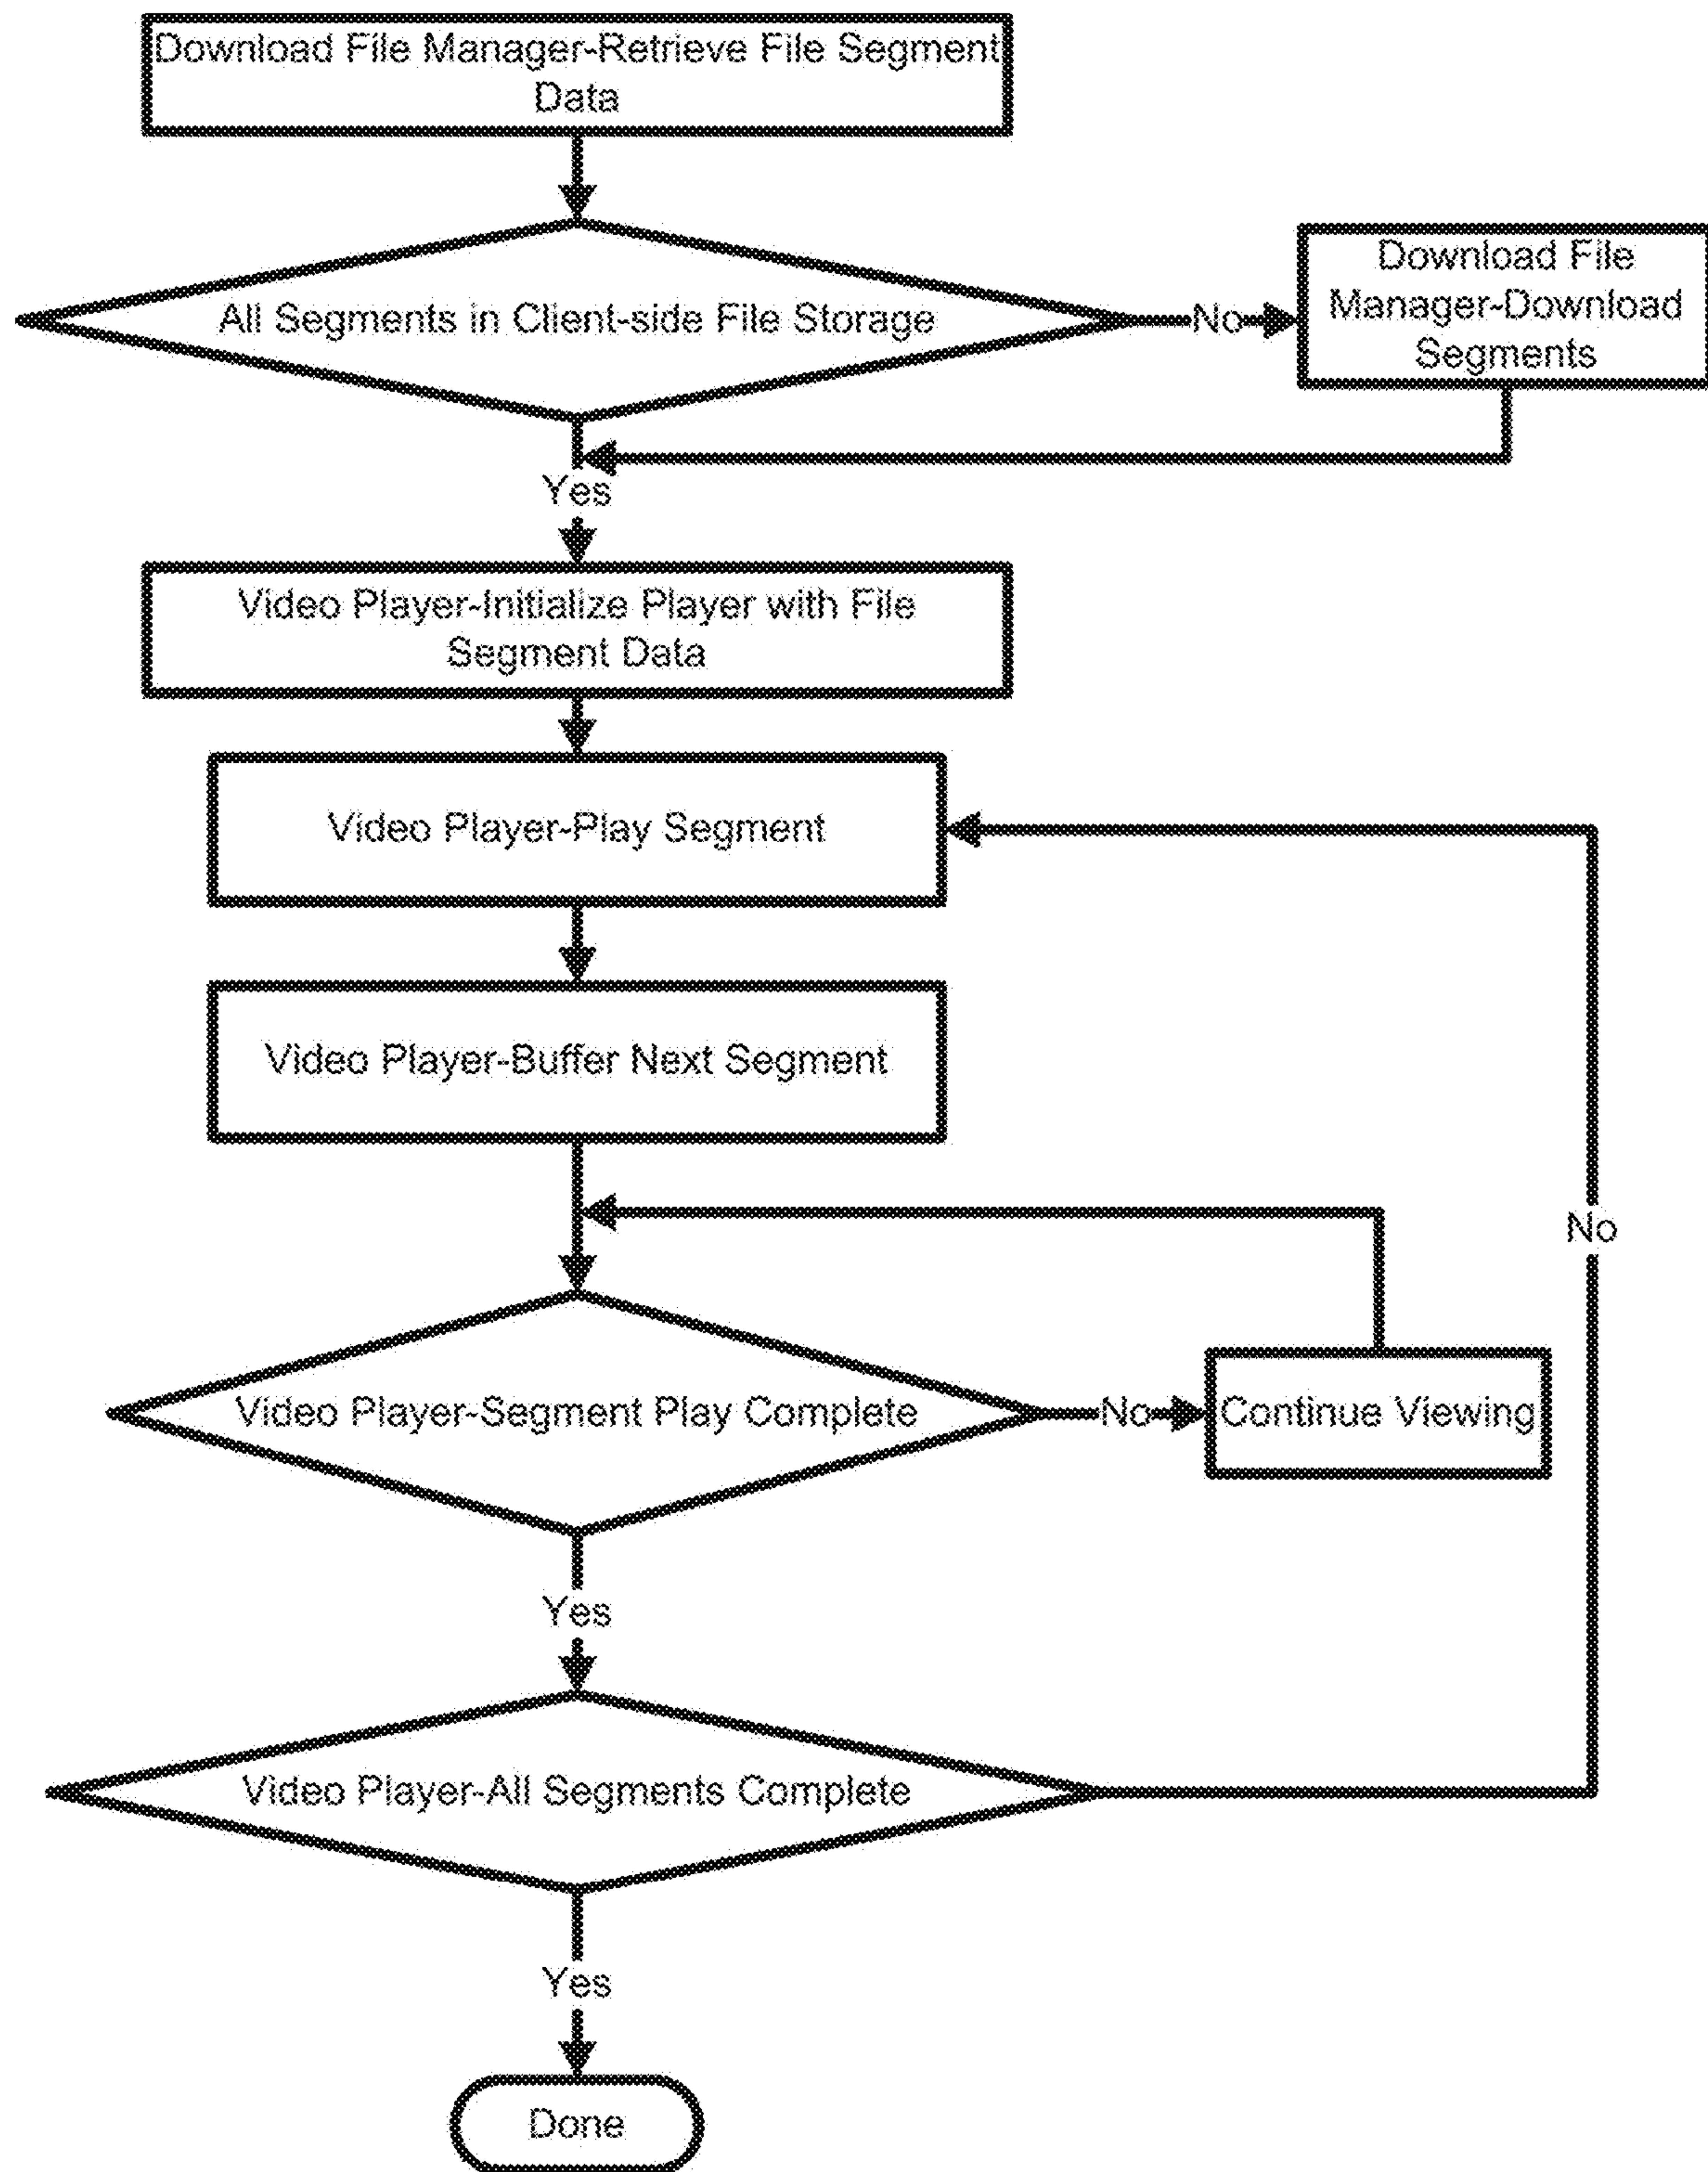 Download File Manager-Retrieve File Segment
Data
All Segments in Client-side File Storage
No
Download File
Manager-Download
Segments
Yes
Video Player-Initialize Player with File
Segment Data
Video Player-Play Segment
Video Player-Buffer Next Segment
No
Video Player-Segment Play Complete
No
Continue Viewing
Yes
Video Player-All Segments Complete
Yes
Done